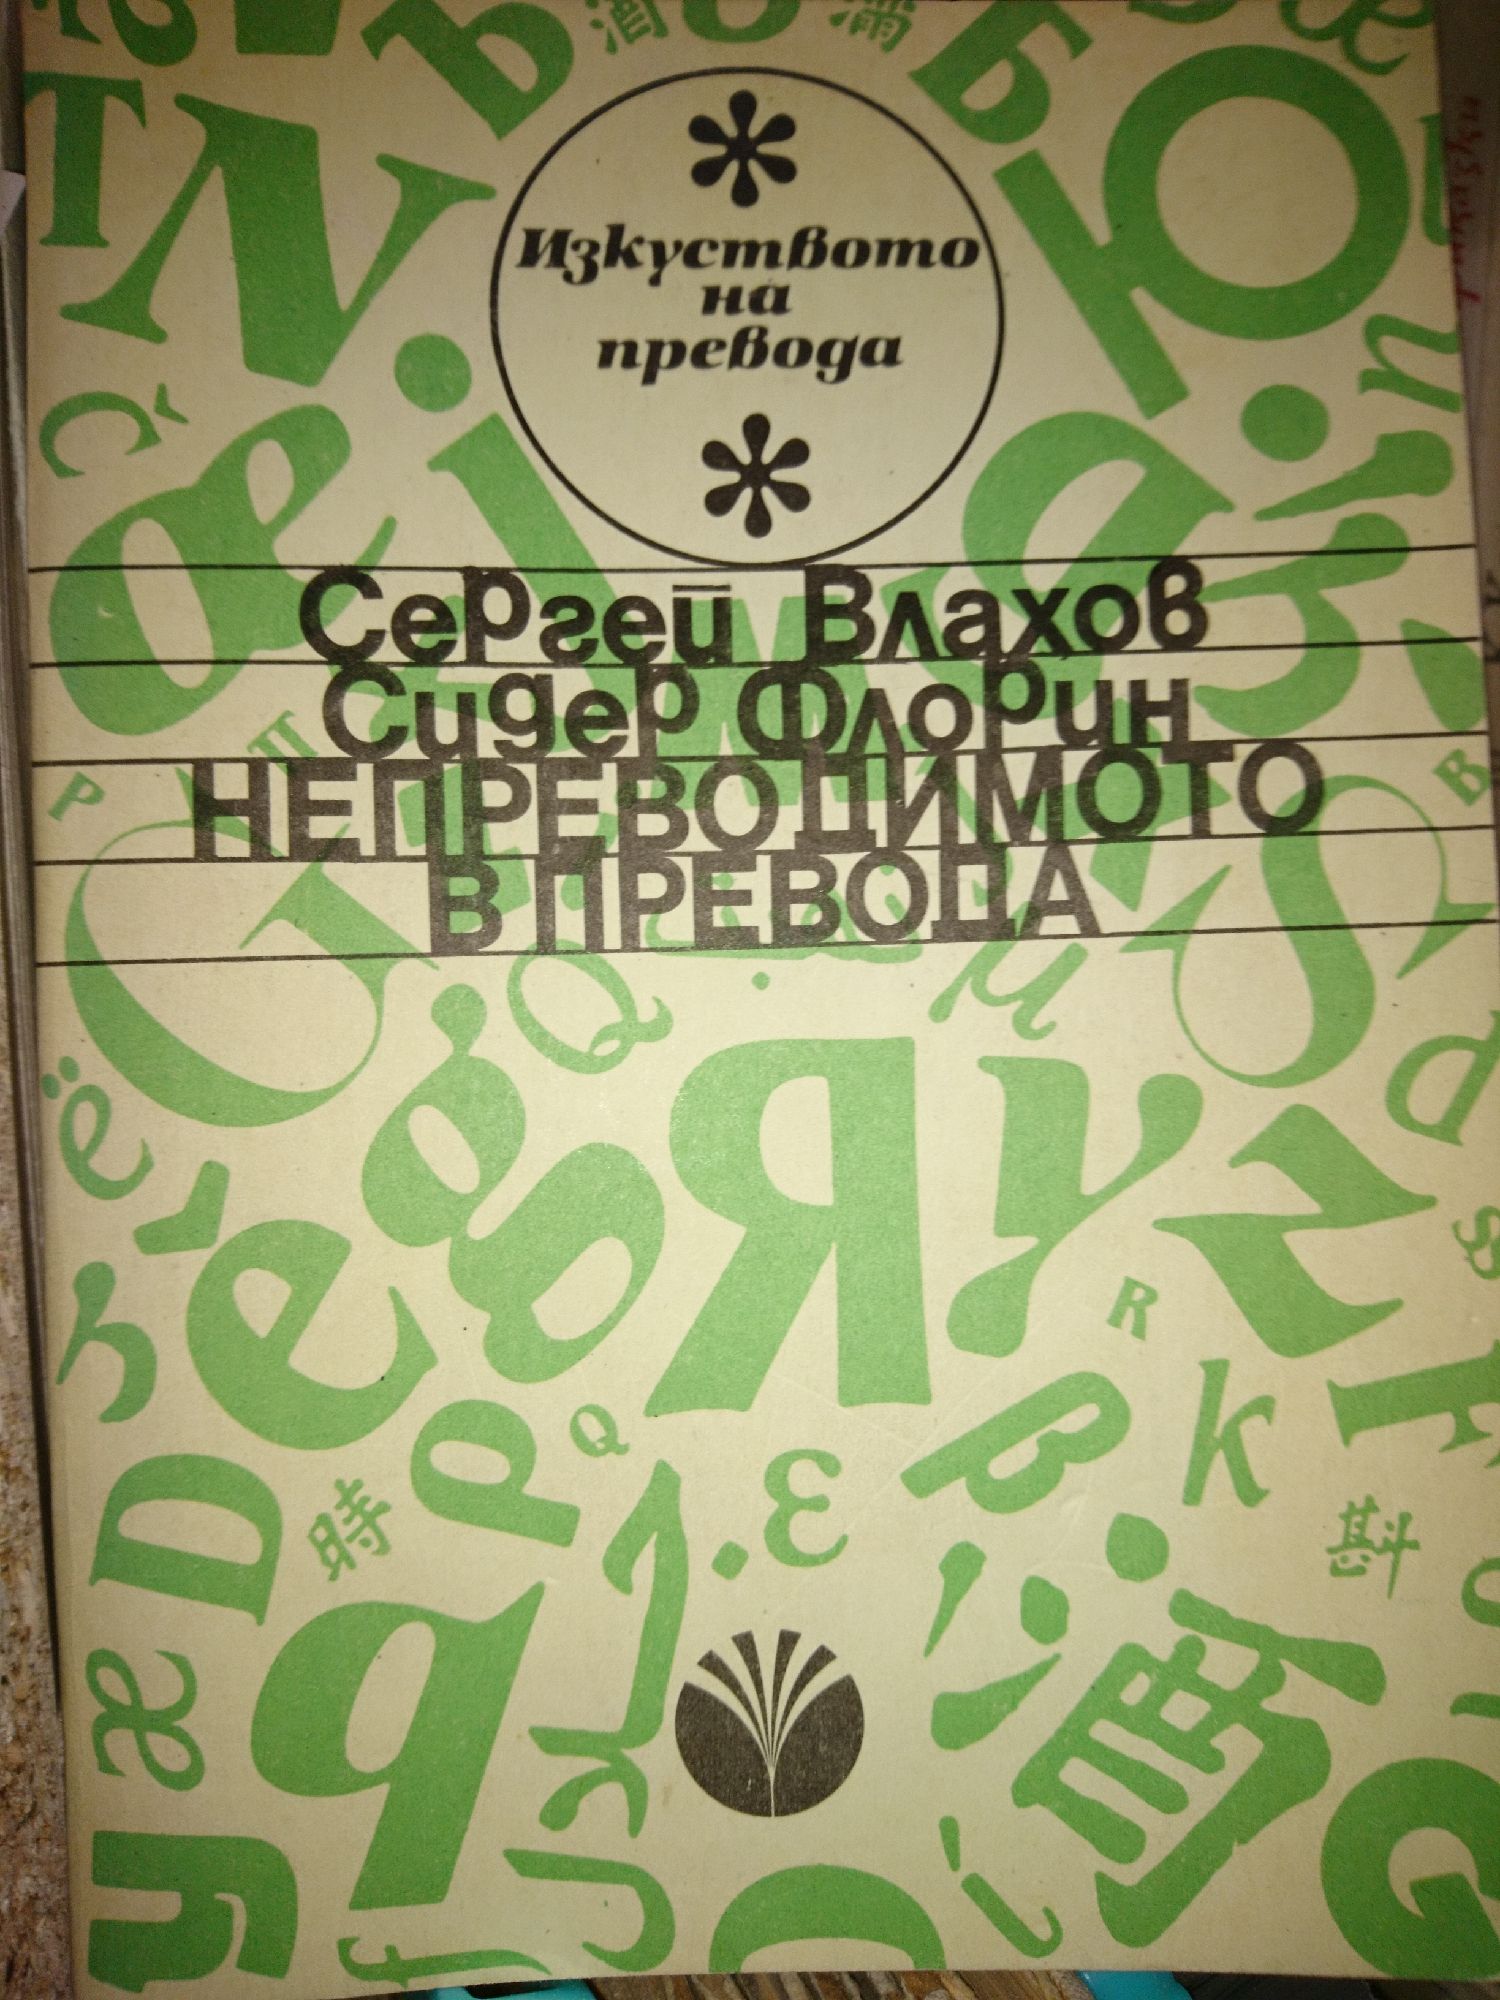 Изкуството
на
превода
Сергей Влахов
Сидер Флорин
НЕПРЕВОДИМОТО
В ПРЕВОДА